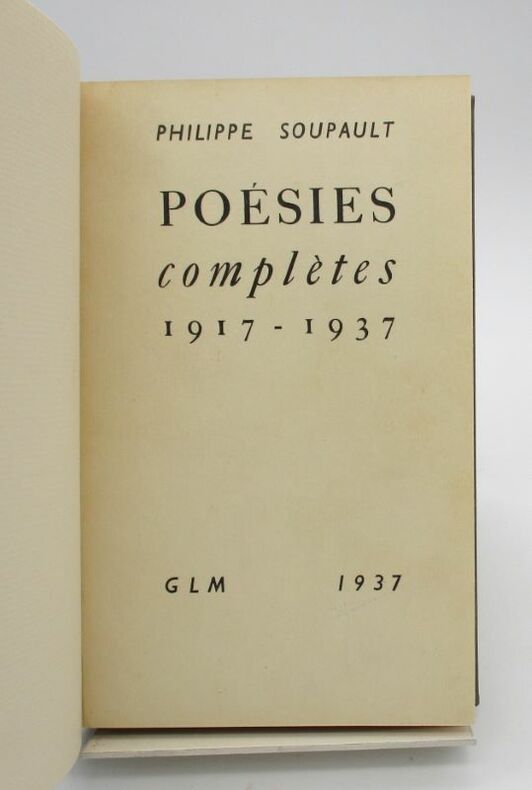 PHILIPPE SOUPAULT
POÉSIES
complètes
1917-1937
GLM 1937